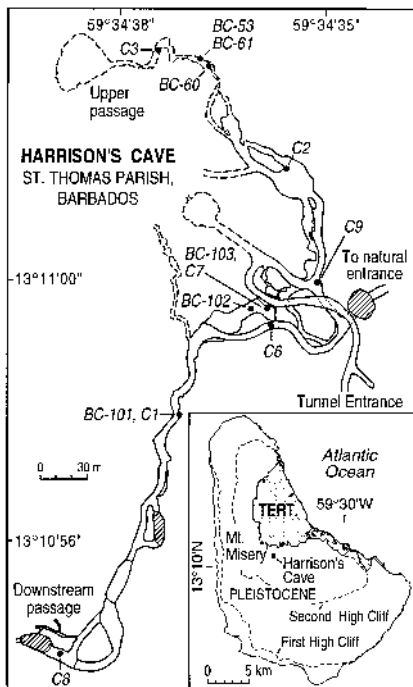 59°34'38"
59°34'35"
BC-53
BC-61
C3
BC-60
Upper
passage
HARRISON'S CAVE
ST. THOMAS PARISH,
BARBADOS
C2
C9
BC-103,
C7
To natural
entrance
13°11'00"
BC-102
C6
Tunnel Entrance
BC-101, C1
0 30 m
13°10'56"
Downstream
passage
C8
Atlantic
Ocean
59°30'W
TERT.
Mt.
Misery
Harrison's
Cave
13°10'N
PLEISTOCENE
Second High Cliff
First High Cliff
0 5 km